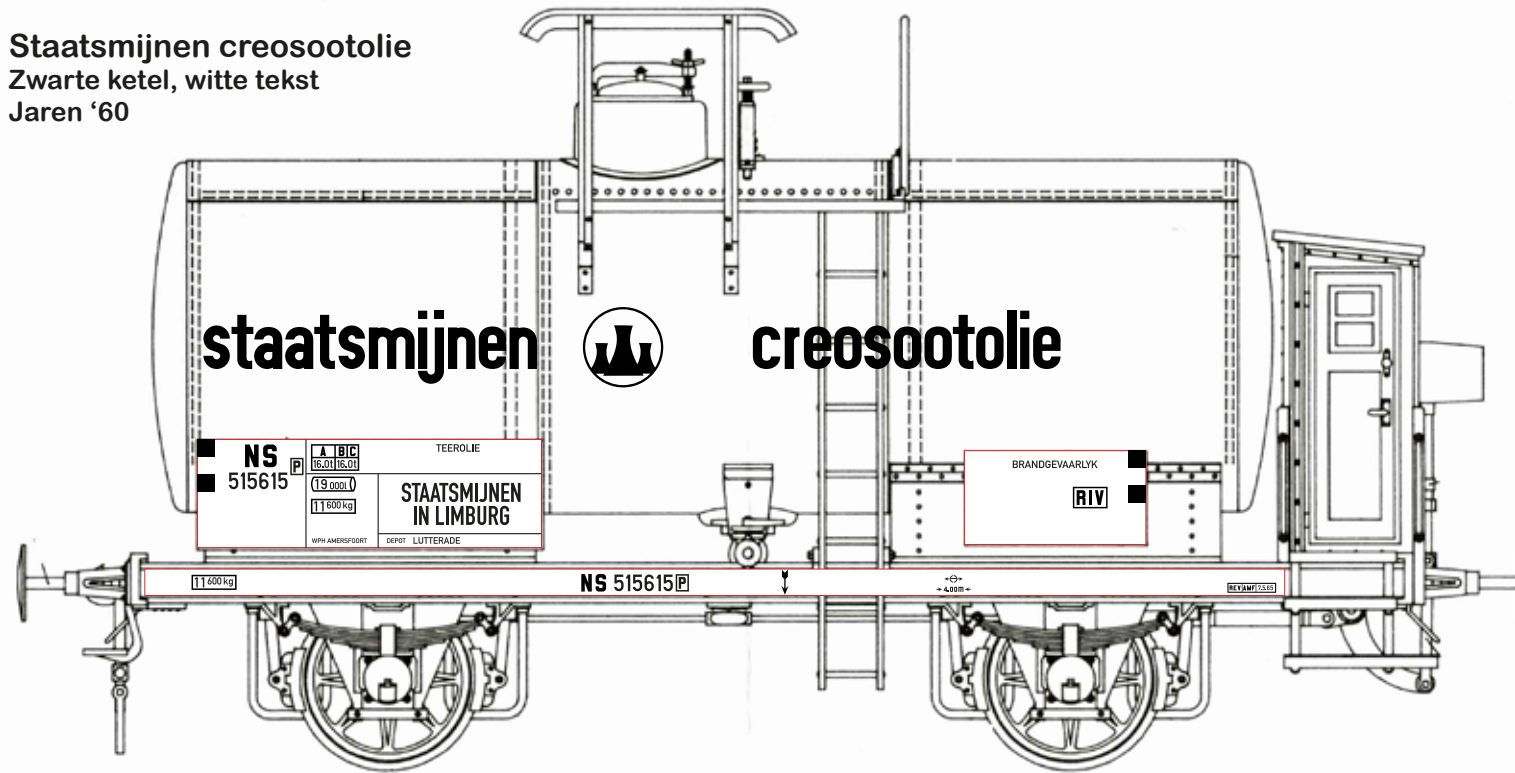 Staatsmijnen creosootolie
Zwarte ketel, witte tekst
Jaren ‘60
staatsmijnen creosootolie
NS
515615 P
A B C
16.0t 16.0t
19 000l
11 600 kg
WPH AMERSFOORT
TEEROLIE
STAATSMIJNEN
IN LIMBURG
DEPOT LUTTERADE
BRANDGEVAARLYK
RIV
11 600 kg
NS 515615 P
4.00m
REV AMF 7.5.65